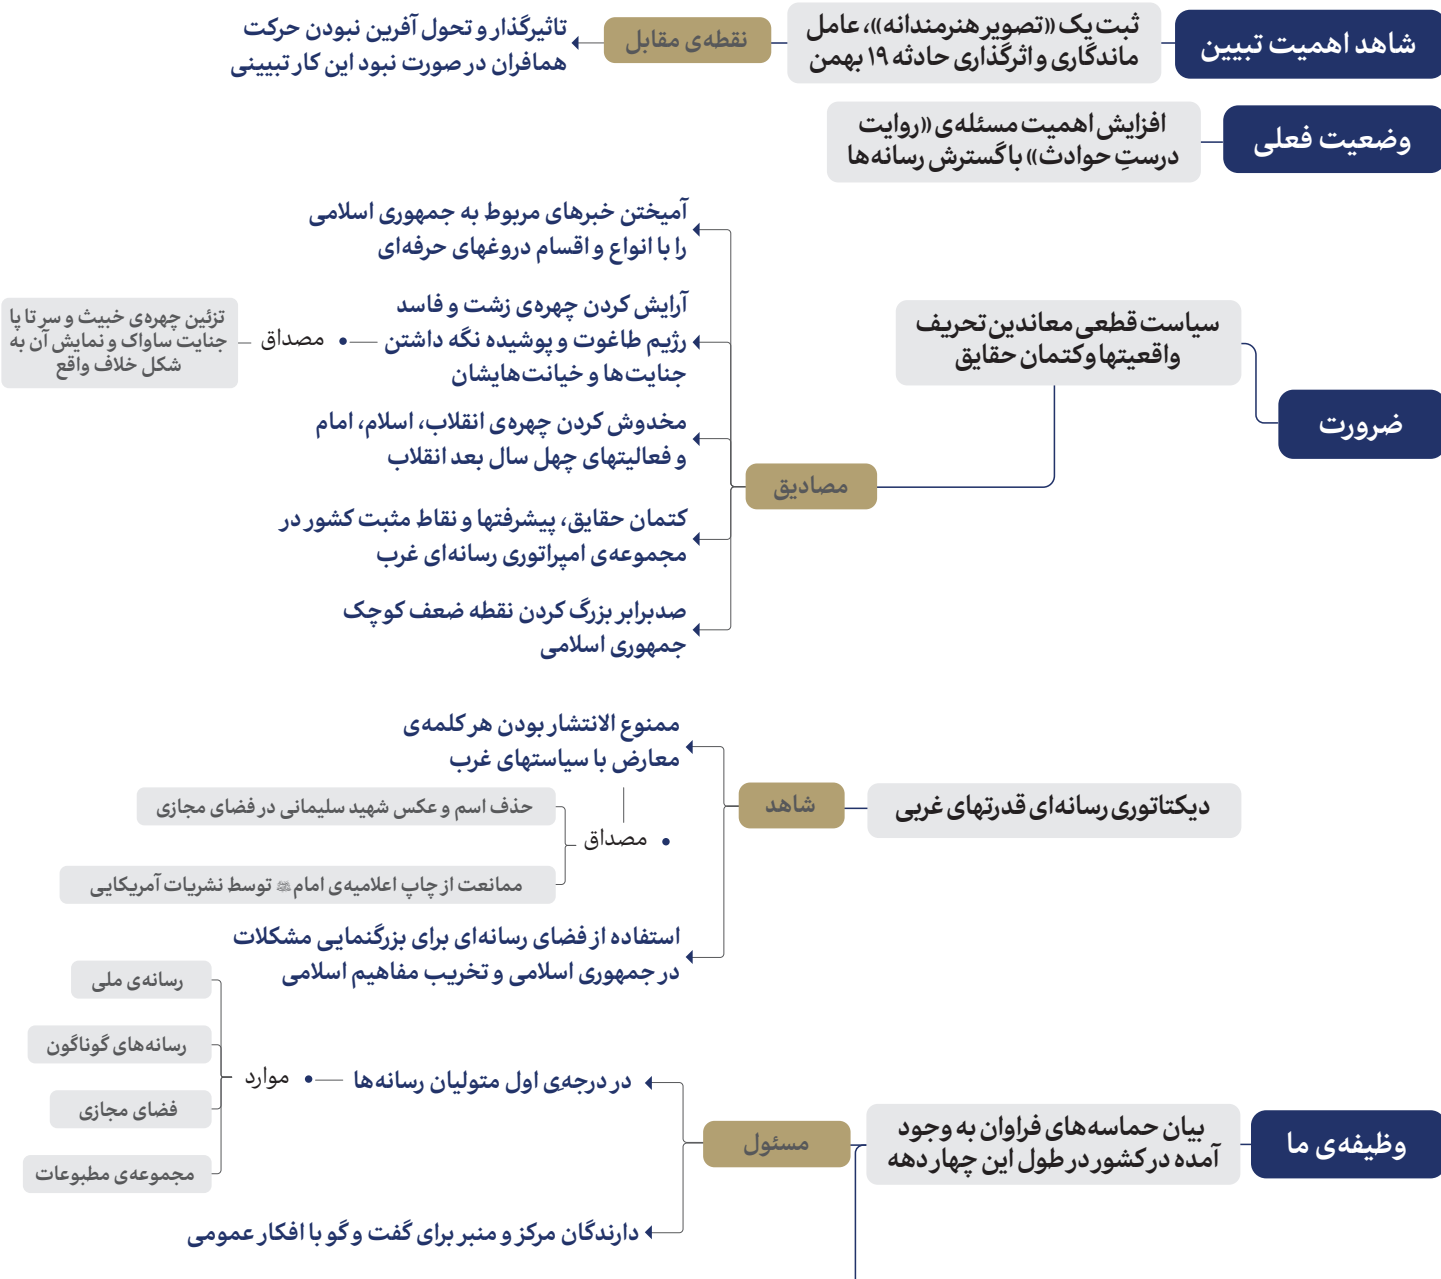 شاهد اهمیت تبیین
ثبت یک «تصویر هنرمندانه»، عامل
ماندگاری و اثرگذاری حادثه ۱۹ بهمن
نقطه‌ی مقابل
تاثیرگذار و تحول آفرین نبودن حرکت
همافران در صورت نبود این کار تبیینی
وضعیت فعلی
افزایش اهمیت مسئله‌ی «روایت
درستِ حوادث» با گسترش رسانه‌ها
ضرورت
سیاست قطعی معاندین تحریف
واقعیتها و کتمان حقایق
مصادیق
آمیختن خبرهای مربوط به جمهوری اسلامی
را با انواع و اقسام دروغهای حرفه‌ای
آرایش کردن چهره‌ی زشت و فاسد
رژیم طاغوت و پوشیده نگه داشتن
جنایت‌ها و خیانت‌هایشان
مصداق
تزئین چهره‌ی خبیث و سر تا پا
جنایت ساواک و نمایش آن به
شکل خلاف واقع
مخدوش کردن چهره‌ی انقلاب، اسلام، امام
و فعالیتهای چهل سال بعد انقلاب
کتمان حقایق، پیشرفتها و نقاط مثبت کشور در
مجموعه‌ی امپراتوری رسانه‌ای غرب
صدبرابر بزرگ کردن نقطه ضعف کوچک
جمهوری اسلامی
دیکتاتوری رسانه‌ای قدرتهای غربی
شاهد
ممنوع الانتشار بودن هر کلمه‌ی
معارض با سیاستهای غرب
مصداق
حذف اسم و عکس شهید سلیمانی در فضای مجازی
ممانعت از چاپ اعلامیه‌ی امام توسط نشریات آمریکایی
استفاده از فضای رسانه‌ای برای بزرگنمایی مشکلات
در جمهوری اسلامی و تخریب مفاهیم اسلامی
وظیفه‌ی ما
بیان حماسه‌های فراوان به وجود
آمده در کشور در طول این چهار دهه
مسئول
در درجه‌ی اول متولیان رسانه‌ها
موارد
رسانه‌ی ملی
رسانه‌های گوناگون
فضای مجازی
مجموعه‌ی مطبوعات
دارندگان مرکز و منبر برای گفت و گو با افکار عمومی